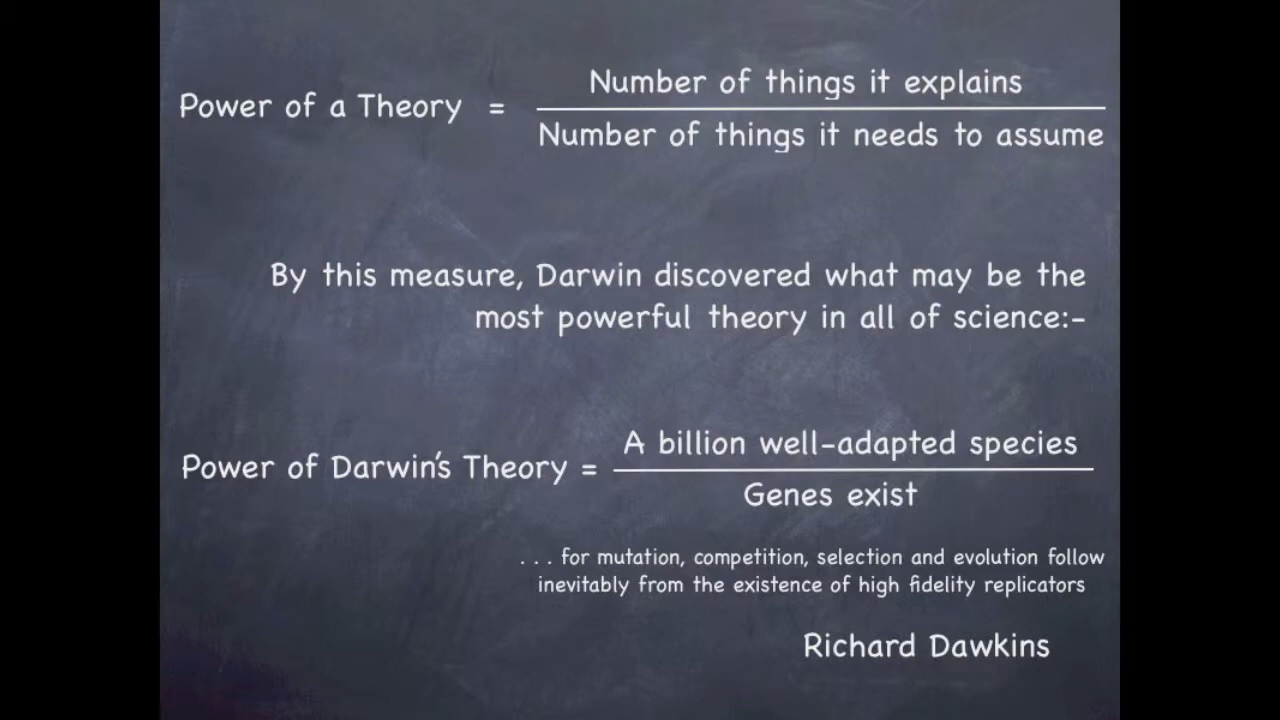 Power of a Theory = Number of things it explains
Number of things it needs to assume
By this measure, Darwin discovered what may be the
most powerful theory in all of science:-
Power of Darwin's Theory = A billion well-adapted species
Genes exist
. . . for mutation, competition, selection and evolution follow
inevitably from the existence of high fidelity replicators
Richard Dawkins